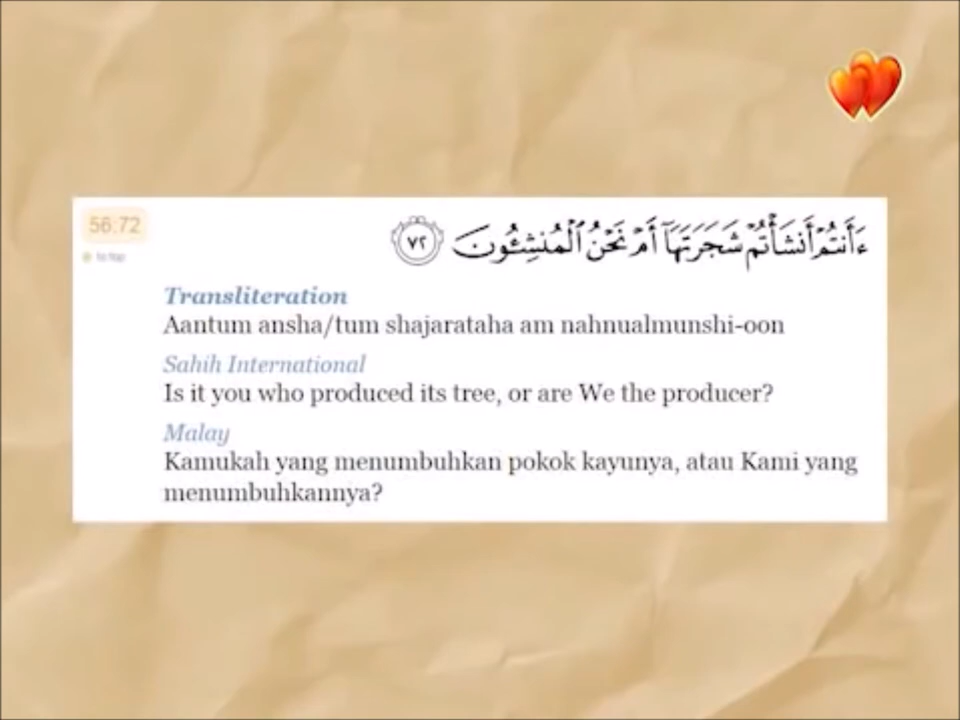 56:72
to top
ءَأَنتُمْ أَنشَأْتُمْ شَجَرَتَهَآ أَمْ نَحْنُ ٱلْمُنشِـُٔونَ ٧٢
Transliteration
Aantum ansha/tum shajarataha am nahnualmunshi-oon
Sahih International
Is it you who produced its tree, or are We the producer?
Malay
Kamukah yang menumbuhkan pokok kayunya, atau Kami yang
menumbuhkannya?